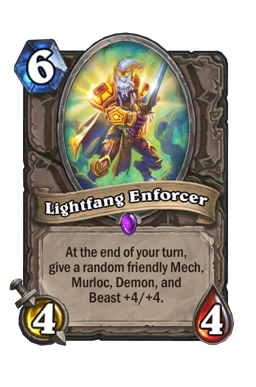 6
Lightfang Enforcer
At the end of your turn,
give a random friendly Mech,
Murloc, Demon, and
Beast +4/+4.
4 4